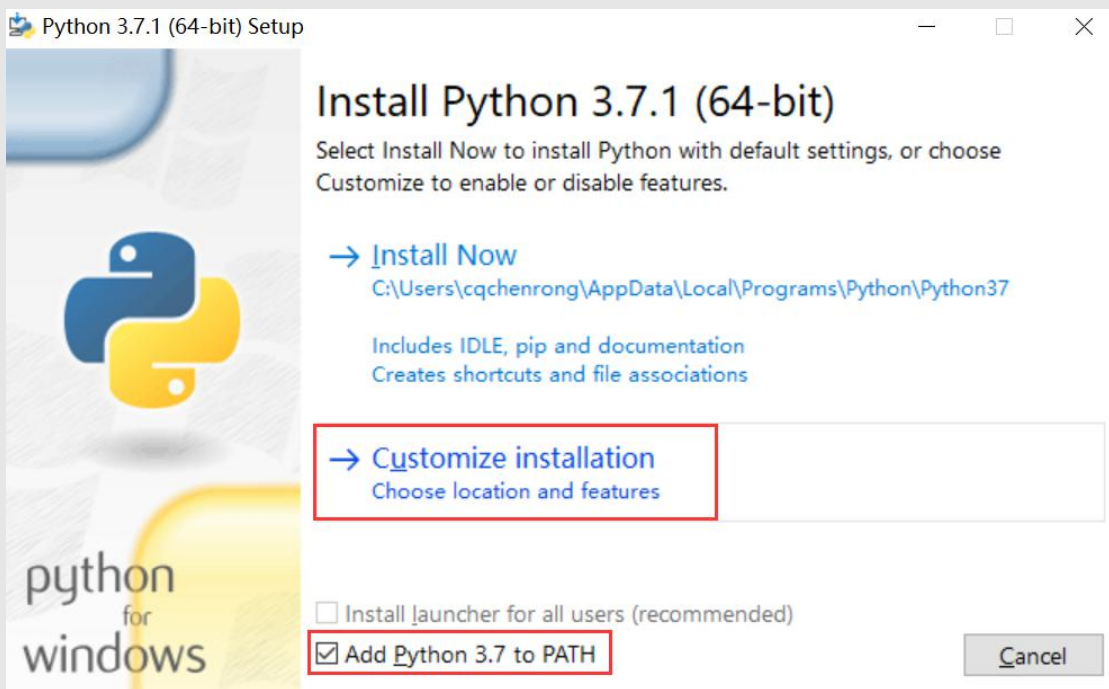 Python 3.7.1 (64-bit) Setup
Install Python 3.7.1 (64-bit)
Select Install Now to install Python with default settings, or choose
Customize to enable or disable features.
Install Now
C:\Users\cqchenrong\AppData\Local\Programs\Python\Python37
Includes IDLE, pip and documentation
Creates shortcuts and file associations
Customize installation
Choose location and features
python
for
windows
Install launcher for all users (recommended)
Add Python 3.7 to PATH
Cancel